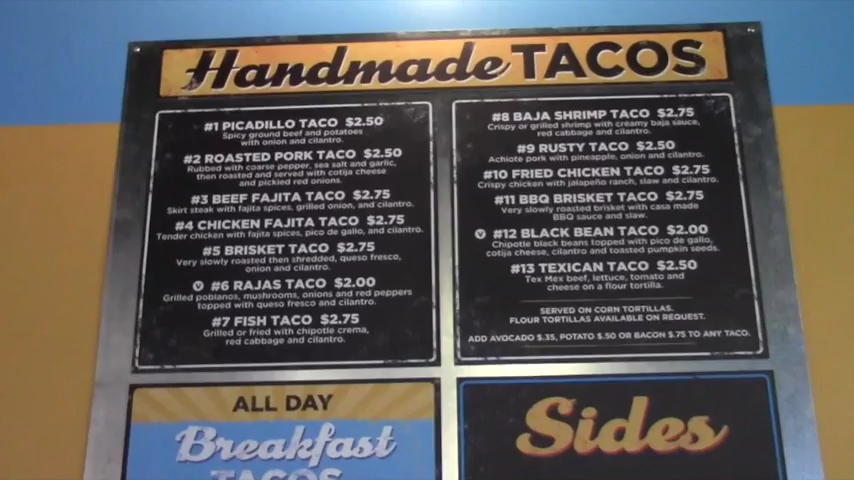 Handmade TACOS
#1 PICADILLO TACO $2.50
Spicy ground beef and potatoes
with onion and cilantro.
#2 ROASTED PORK TACO $2.50
Rubbed with coarse pepper, sea salt and garlic,
then roasted and served with cotija cheese
and pickled red onions.
#3 BEEF FAJITA TACO $2.75
Skirt steak with fajita spices, grilled onion, and cilantro.
#4 CHICKEN FAJITA TACO $2.75
Tender chicken with fajita spices, pico de gallo, and cilantro.
#5 BRISKET TACO $2.75
Very slowly roasted then shredded, queso fresco,
onion and cilantro.
V #6 RAJAS TACO $2.00
Grilled poblanos, mushrooms, onions and red peppers
topped with queso fresco and cilantro.
#7 FISH TACO $2.75
Grilled or fried with chipotle crema,
red cabbage and cilantro.
#8 BAJA SHRIMP TACO $2.75
Crispy or grilled shrimp with creamy baja sauce,
red cabbage and cilantro.
#9 RUSTY TACO $2.50
Achiote pork with pineapple, onion and cilantro.
#10 FRIED CHICKEN TACO $2.75
Crispy chicken with jalapeño ranch, slaw and cilantro.
#11 BBQ BRISKET TACO $2.75
Very slowly roasted brisket with casa made
BBQ sauce and slaw.
V #12 BLACK BEAN TACO $2.00
Chipotle black beans topped with pico de gallo,
cotija cheese, cilantro and toasted pumpkin seeds.
#13 TEXICAN TACO $2.50
Tex Mex beef, lettuce, tomato and
cheese on a flour tortilla.
SERVED ON CORN TORTILLAS.
FLOUR TORTILLAS AVAILABLE ON REQUEST.
ADD AVOCADO $.35, POTATO $.50 OR BACON $.75 TO ANY TACO.
ALL DAY
Breakfast
TACOS
Sides